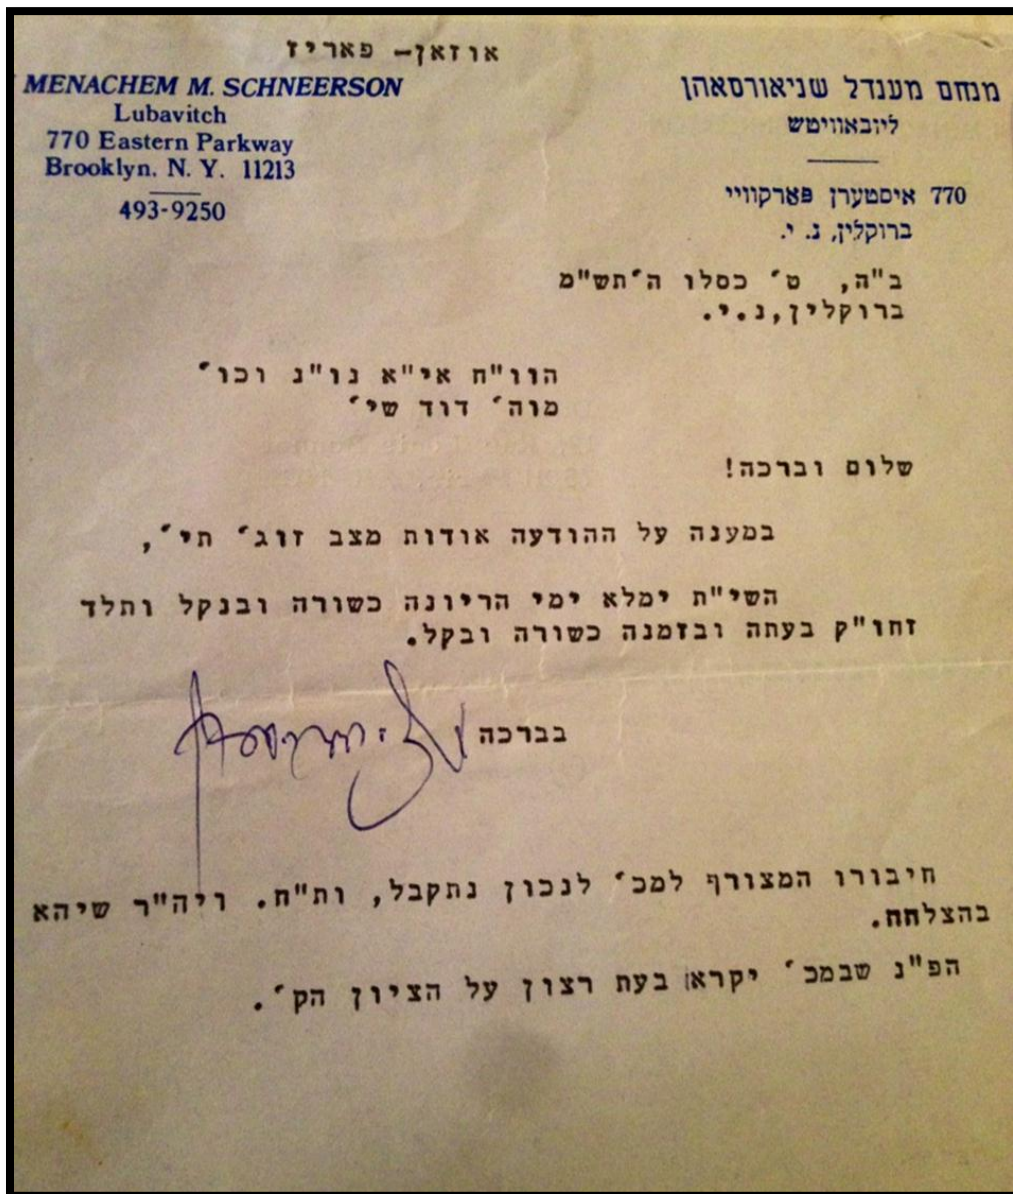 אוזאן- פאריז
MENACHEM M. SCHNEERSON
Lubavitch
770 Eastern Parkway
Brooklyn. N. Y. 11213
493-9250
מנחם מענדל שניאורסאהן
ליובאוויטש
770 איסטערן פארקוויי
ברוקלין, נ. י.
ב"ה, ט' כסלו ה'תש"מ
ברוקלין,נ.י.
הוו"ח אי"א נו"נ וכו'
מוה' דוד שי'
שלום וברכה!
במענה על ההודעה אודות מצב זוג' תי',
השי"ת ימלא ימי הריונה כשורה ובנקל ותלד
זחו"ק בעתה ובזמנה כשורה ובקל.
בברכה
חיבורו המצורף למכ' לנכון נתקבל, ות"ח. ויה"ר שיהא
בהצלחה.
הפ"נ שבמכ' יקרא בעת רצון על הציון הק'.